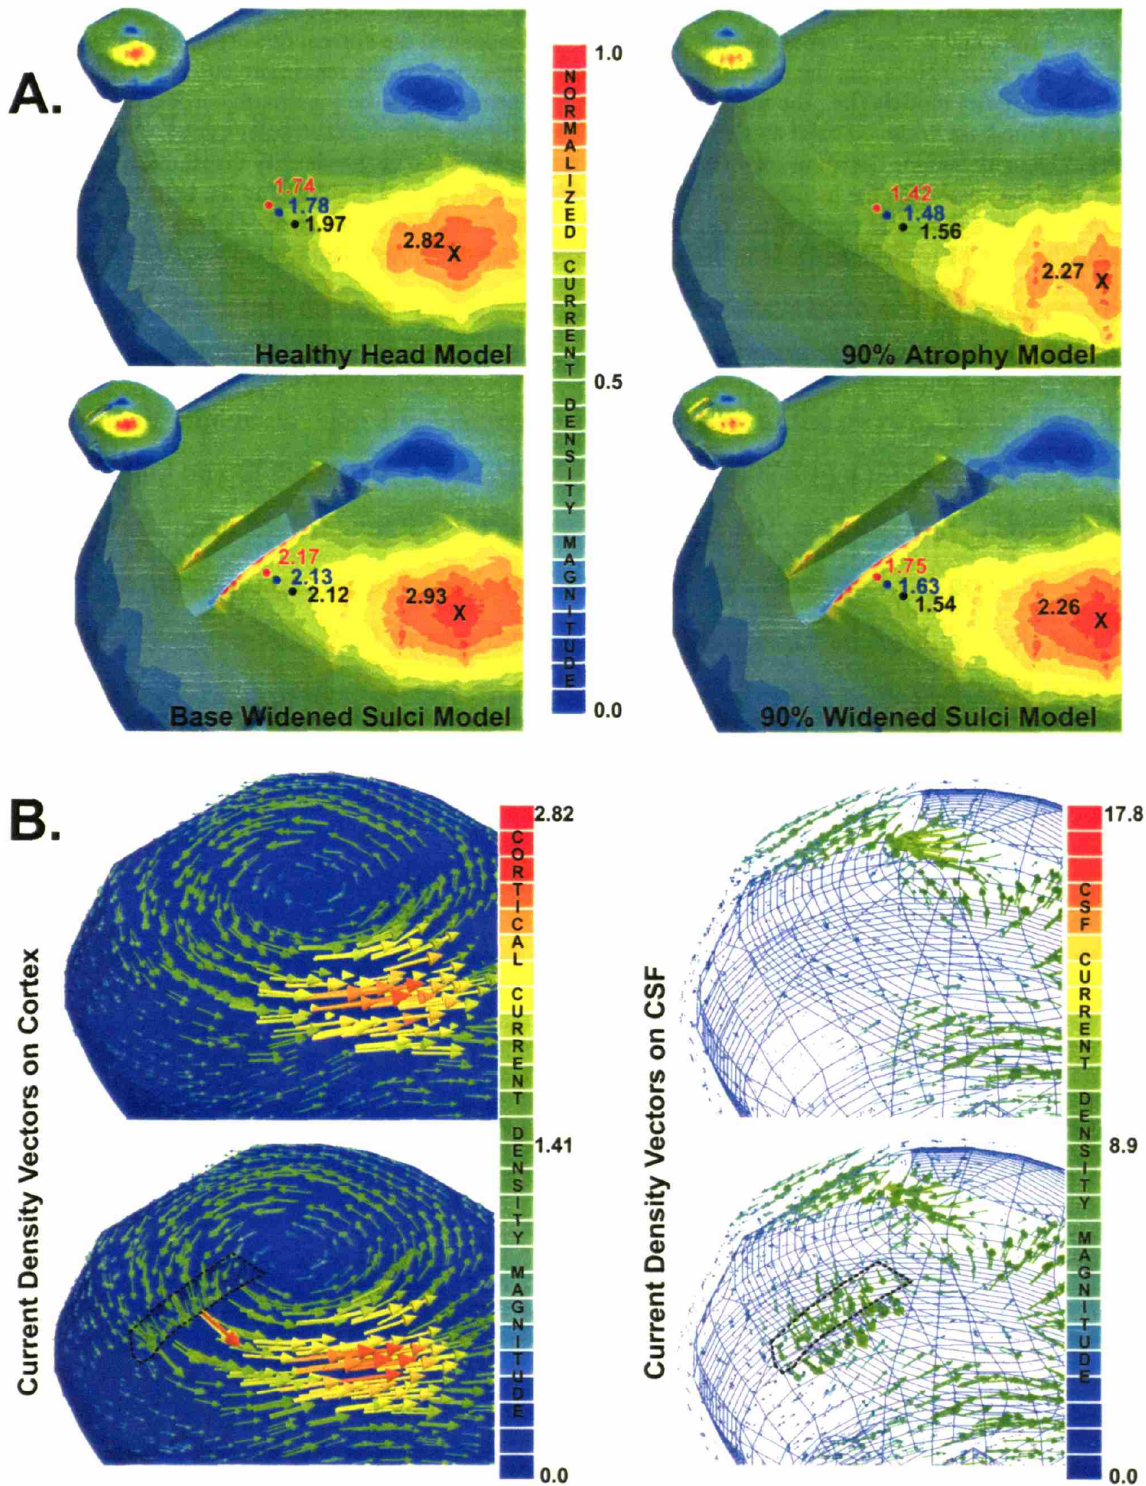 A.
1.74
1.78
1.97
2.82 X
Healthy Head Model
1.0
NORMALIZED CURRENT DENSITY MAGNITUDE
0.5
0.0
1.42
1.48
1.56
2.27 X
90% Atrophy Model
2.17
2.13
2.12
2.93 X
Base Widened Sulci Model
1.75
1.63
1.54
2.26 X
90% Widened Sulci Model
B.
Current Density Vectors on Cortex
2.82
CORTICAL CURRENT DENSITY MAGNITUDE
1.41
0.0
Current Density Vectors on CSF
17.8
CSF CURRENT DENSITY MAGNITUDE
8.9
0.0